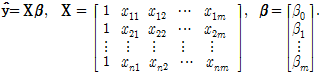 ŷ=Xβ, X = [ 1 x₁₁ x₁₂ ⋯ x₁ₘ ; 1 x₂₁ x₂₂ ⋯ x₂ₘ ; ⋮ ⋮ ⋮ ⋮ ⋮ ; 1 xₙ₁ xₙ₂ ⋯ xₙₘ ], β = [ β₀ ; β₁ ; ⋮ ; βₘ ].